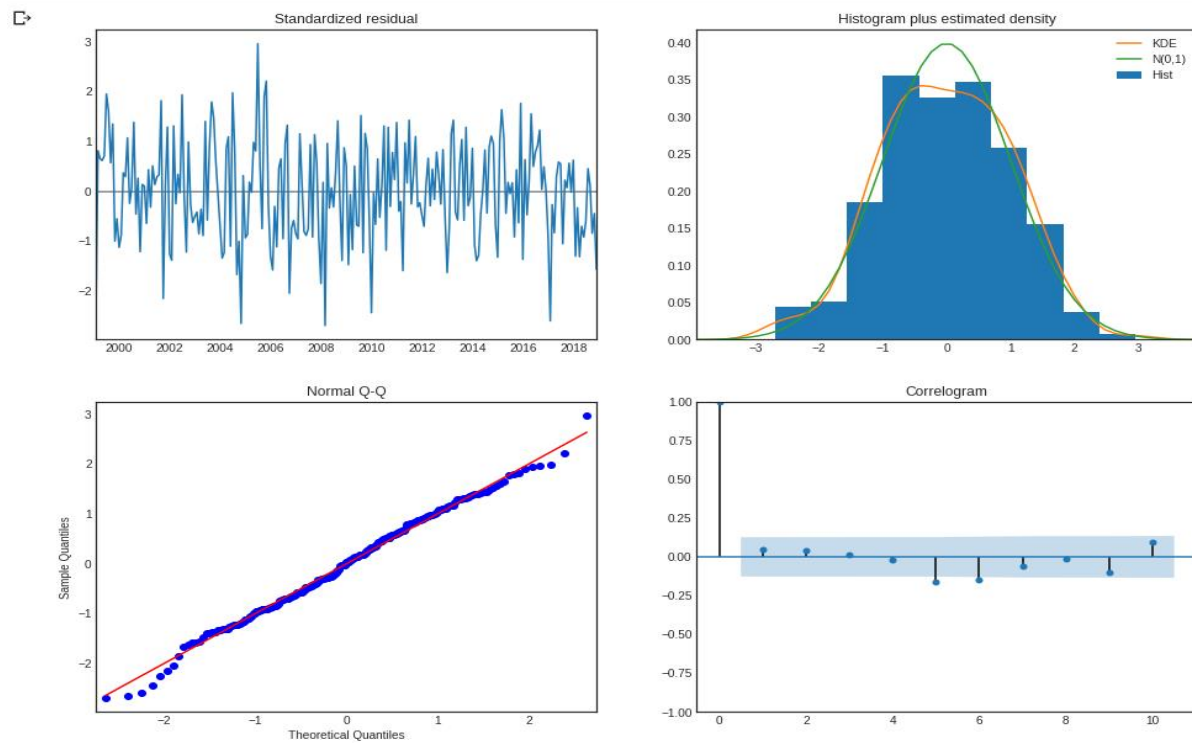 Standardized residual
3
2
1
0
−1
−2
2000 2002 2004 2006 2008 2010 2012 2014 2016 2018
Histogram plus estimated density
0.40
0.35
0.30
0.25
0.20
0.15
0.10
0.05
0.00
KDE
N(0,1)
Hist
−3 −2 −1 0 1 2 3
Normal Q-Q
Sample Quantiles
3
2
1
0
−1
−2
−2 −1 0 1 2
Theoretical Quantiles
Correlogram
1.00
0.75
0.50
0.25
0.00
−0.25
−0.50
−0.75
−1.00
0 2 4 6 8 10